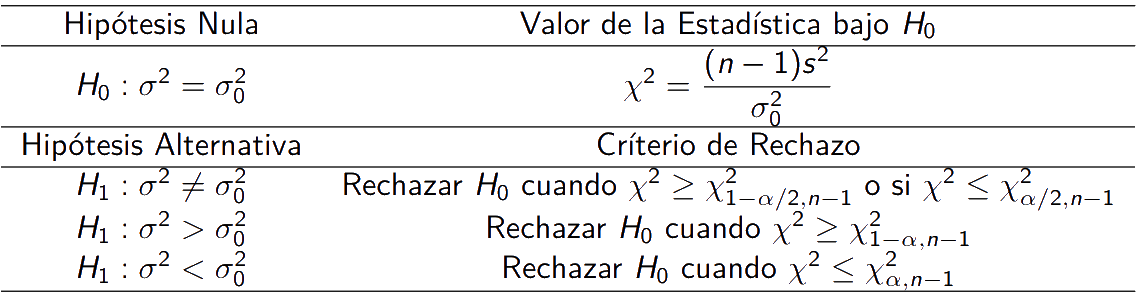 Hipótesis Nula Valor de la Estadística bajo H₀
H₀ : σ² = σ₀² χ² = (n − 1)s² / σ₀²
Hipótesis Alternativa Críterio de Rechazo
H₁ : σ² ≠ σ₀² Rechazar H₀ cuando χ² ≥ χ²₁₋α/₂,ₙ₋₁ o si χ² ≤ χ²α/₂,ₙ₋₁
H₁ : σ² > σ₀² Rechazar H₀ cuando χ² ≥ χ²₁₋α,ₙ₋₁
H₁ : σ² < σ₀² Rechazar H₀ cuando χ² ≤ χ²α,ₙ₋₁